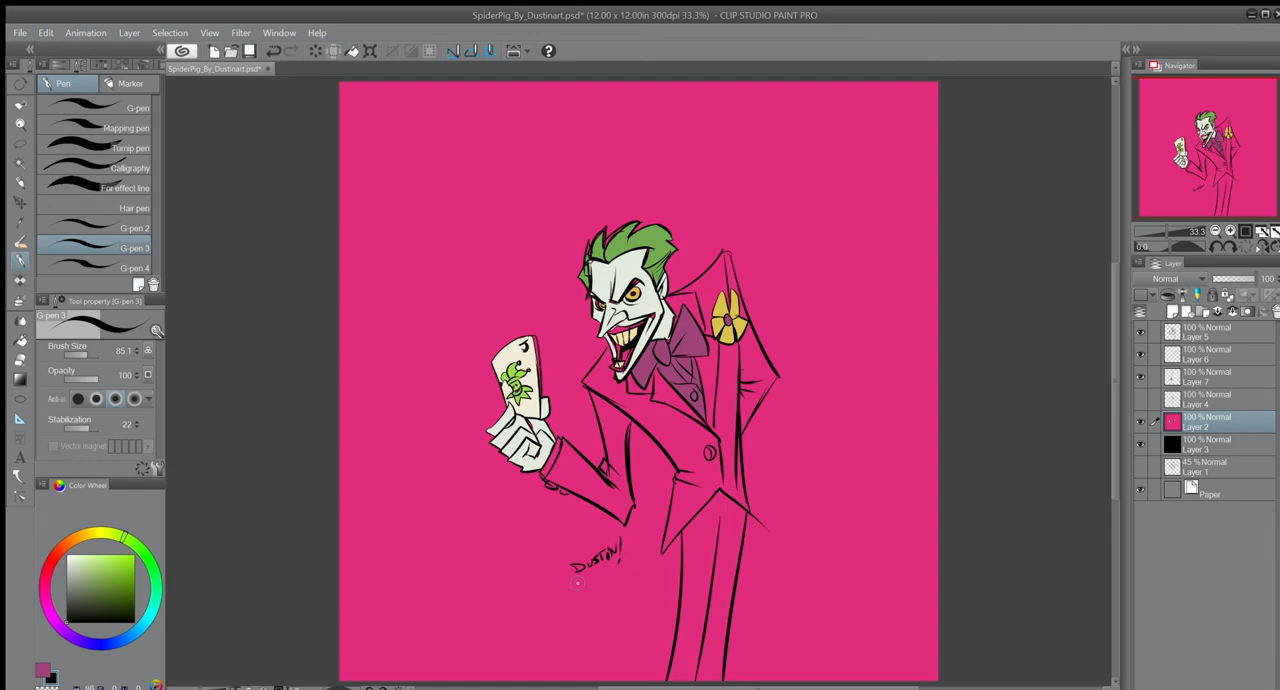 SpiderPig_By_Dustinart.psd* (12.00 x 12.00in 300dpi 33.3%) - CLIP STUDIO PAINT PRO
File Edit Animation Layer Selection View Filter Window Help
SpiderPig_By_Dustinart.psd*
Pen Marker
G-pen
Mapping pen
Turnip pen
Calligraphy
For effect line
Hair pen
G-pen 2
G-pen 3
G-pen 4
Tool property [G-pen 3]
G-pen 3
Brush Size 85.1
Opacity 100
Stabilization 22
Vector magnet
Color Wheel
J
DUSTIN!
Navigator
33.3
0.0
Layer
Normal 100
100 % Normal
Layer 5
100 % Normal
Layer 6
100 % Normal
Layer 7
100 % Normal
Layer 4
100 % Normal
Layer 2
100 % Normal
Layer 3
45 % Normal
Layer 1
Paper